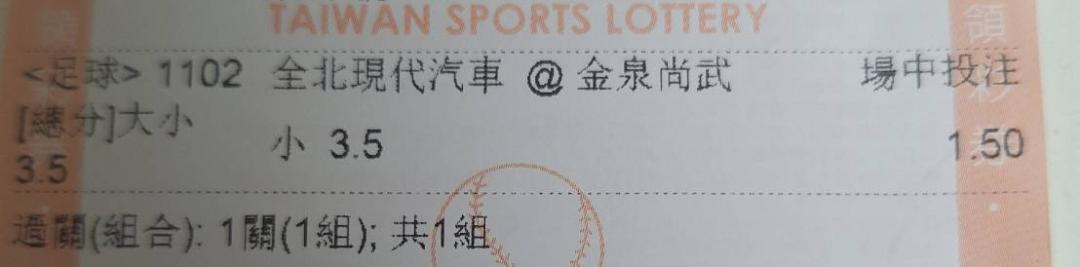 TAIWAN SPORTS LOTTERY
<足球> 1102 全北現代汽車 @ 金泉尚武 場中投注
[總分]大小 3.5 小 3.5 1.50
過關(組合): 1關(1組); 共1組
領
券